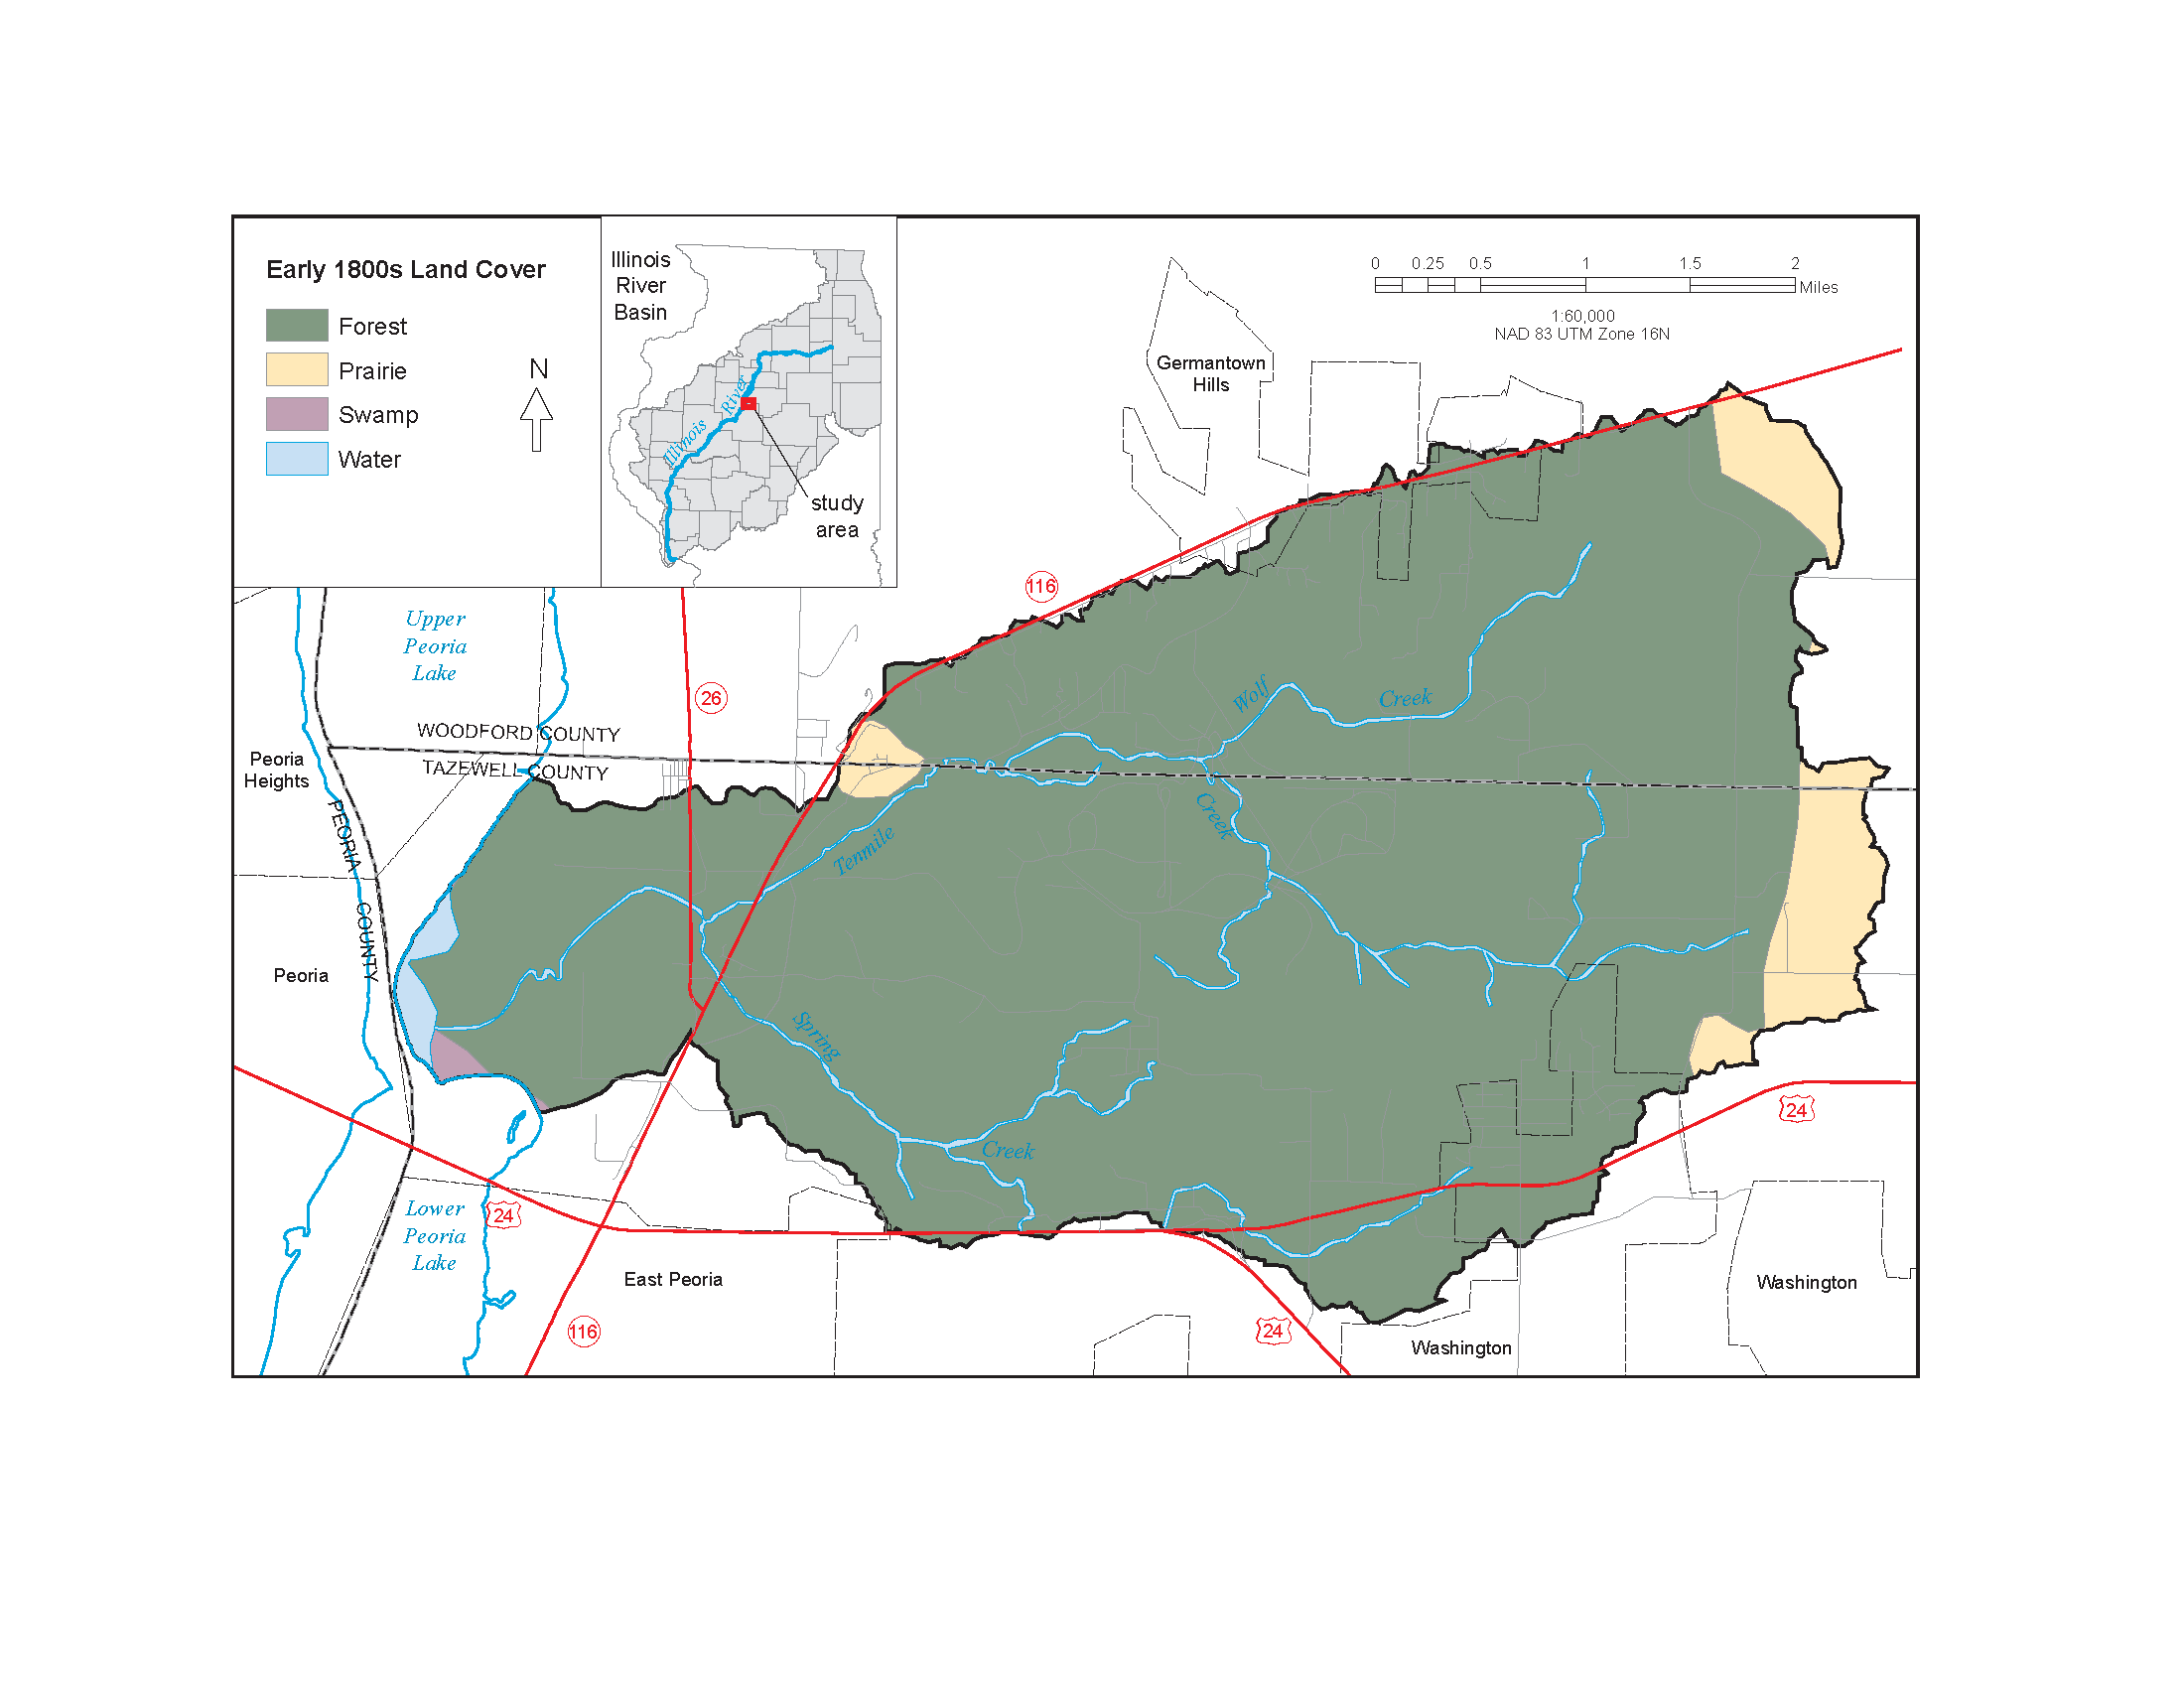 Early 1800s Land Cover
Forest
Prairie
Swamp
Water
N
Illinois
River
Basin
Illinois River
study
area
0 0.25 0.5 1 1.5 2
Miles
1:60,000
NAD 83 UTM Zone 16N
Germantown
Hills
116
Upper
Peoria
Lake
26
WOODFORD COUNTY
TAZEWELL COUNTY
Peoria
Heights
PEORIA COUNTY
Peoria
Wolf Creek
Creek
Tenmile
Spring
Creek
24
24
Lower
Peoria
Lake
East Peoria
116
24
Washington
Washington